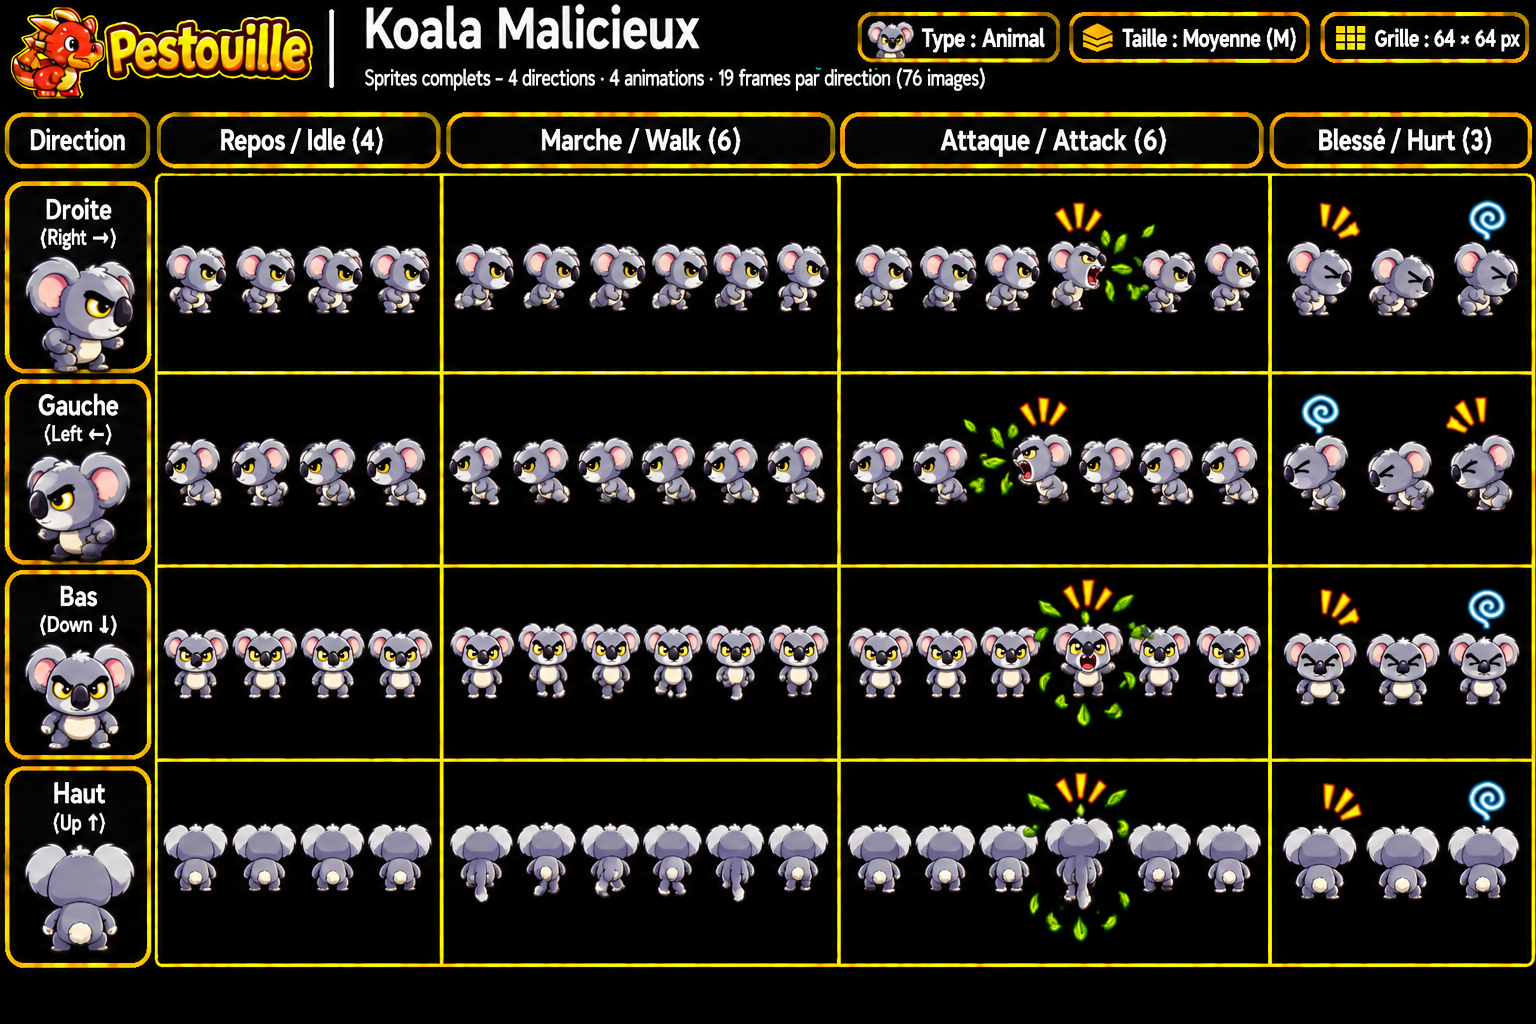 Pestouille
Koala Malicieux
Sprites complets - 4 directions · 4 animations · 19 frames par direction (76 images)
Type : Animal
Taille : Moyenne (M)
Grille : 64 × 64 px
Direction
Repos / Idle (4)
Marche / Walk (6)
Attaque / Attack (6)
Blessé / Hurt (3)
Droite
(Right →)
Gauche
(Left ←)
Bas
(Down ↓)
Haut
(Up ↑)